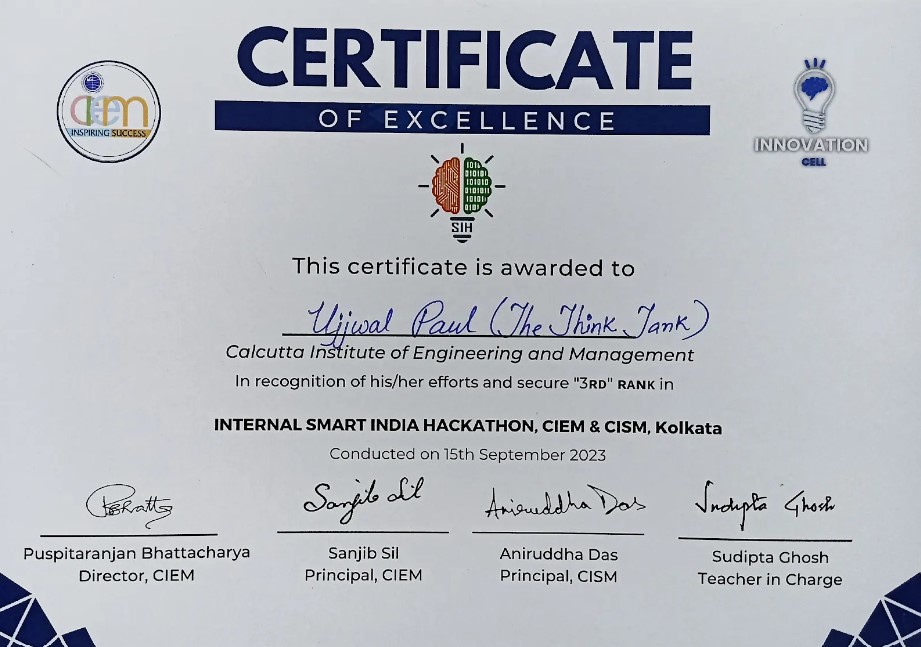 CERTIFICATE
OF EXCELLENCE
ciem
INSPIRING SUCCESS
INNOVATION
CELL
SIH
This certificate is awarded to
Ujjwal Paul (The Think Tank)
Calcutta Institute of Engineering and Management
In recognition of his/her efforts and secure "3RD" RANK in
INTERNAL SMART INDIA HACKATHON, CIEM & CISM, Kolkata
Conducted on 15th September 2023
Sanjib Sil
Aniruddha Das
Sudipta Ghosh
Puspitaranjan Bhattacharya
Director, CIEM
Sanjib Sil
Principal, CIEM
Aniruddha Das
Principal, CISM
Sudipta Ghosh
Teacher in Charge